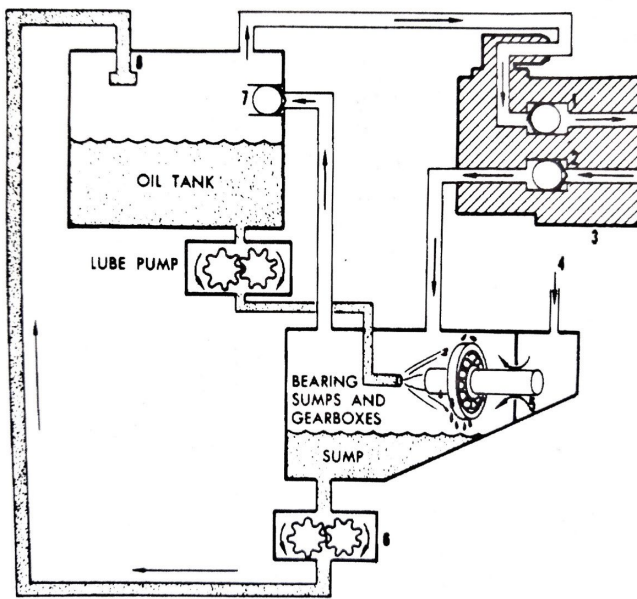 8
1
7
2
OIL TANK
3
LUBE PUMP
4
BEARING
SUMPS AND
GEARBOXES
SUMP
6